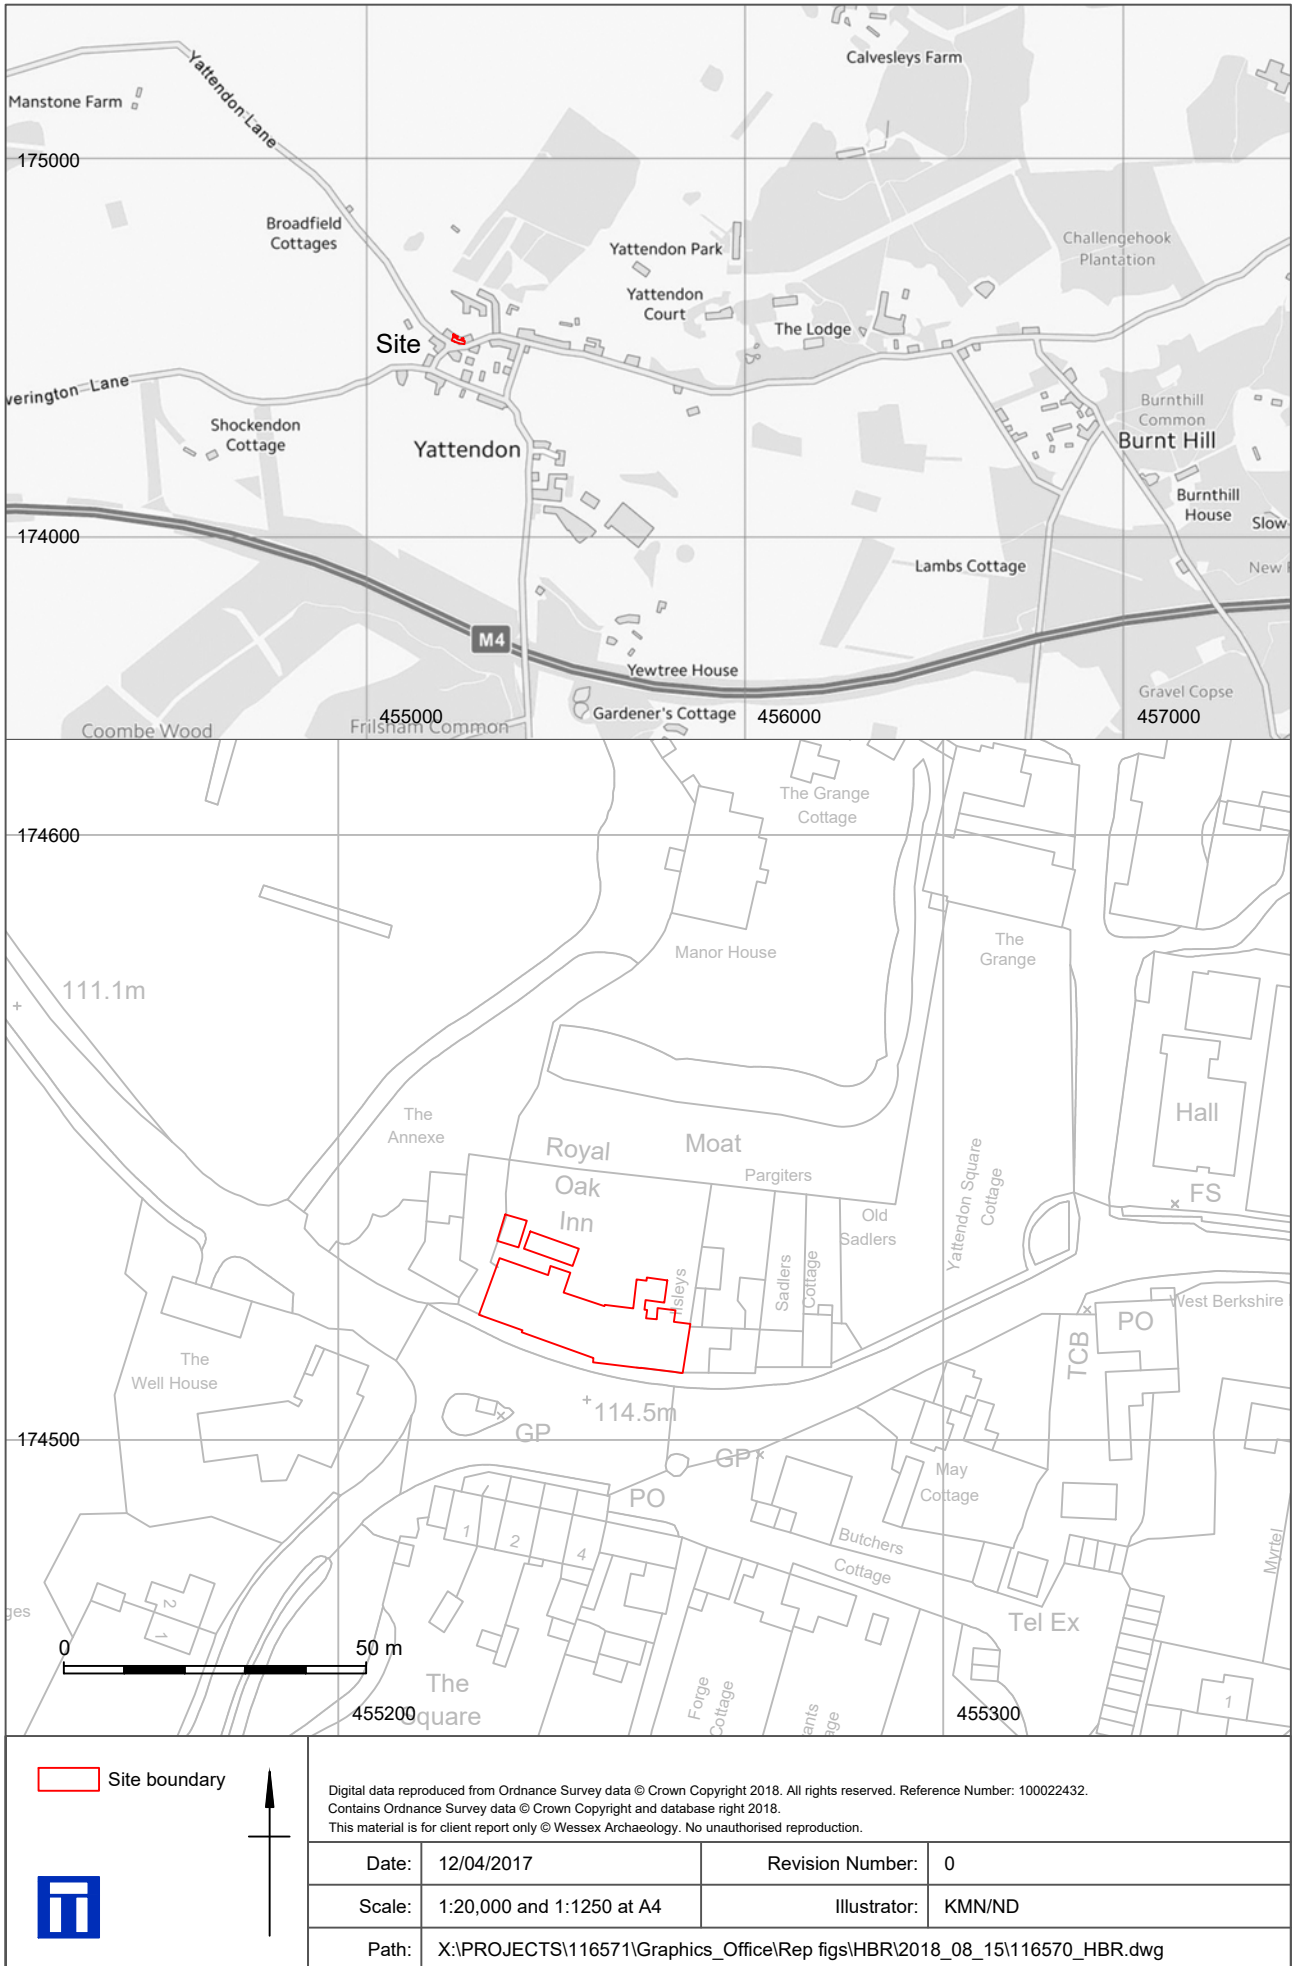 Calvesleys Farm
Manstone Farm
Yattendon Lane
175000
Broadfield
Cottages
Yattendon Park
Challengehook
Plantation
Yattendon
Court
The Lodge
Site
verington Lane
Shockendon
Cottage
Yattendon
Burnthill
Common
Burnt Hill
Burnthill
House
Slow
174000
Lambs Cottage
New
M4
Yewtree House
Gravel Copse
Coombe Wood
Frilsham Common
455000
Gardener's Cottage
456000
457000
The Grange
Cottage
174600
Manor House
The
Grange
111.1m
The
Annexe
Hall
Royal
Oak
Inn
Moat
Pargiters
Yattendon Square
Cottage
FS
Old
Sadlers
Sadlers
Cottage
lsleys
West Berkshire
PO
TCB
The
Well House
114.5m
GP
174500
GP
May
Cottage
PO
1
2
4
Butchers
Cottage
Myrtel
ges
2
1
Tel Ex
0
50 m
The
Square
Forge
Cottage
ants
age
1
455200
455300
Site boundary
Digital data reproduced from Ordnance Survey data © Crown Copyright 2018. All rights reserved. Reference Number: 100022432.
Contains Ordnance Survey data © Crown Copyright and database right 2018.
This material is for client report only © Wessex Archaeology. No unauthorised reproduction.
Date: 12/04/2017 Revision Number: 0
Scale: 1:20,000 and 1:1250 at A4 Illustrator: KMN/ND
Path: X:\PROJECTS\116571\Graphics_Office\Rep figs\HBR\2018_08_15\116570_HBR.dwg